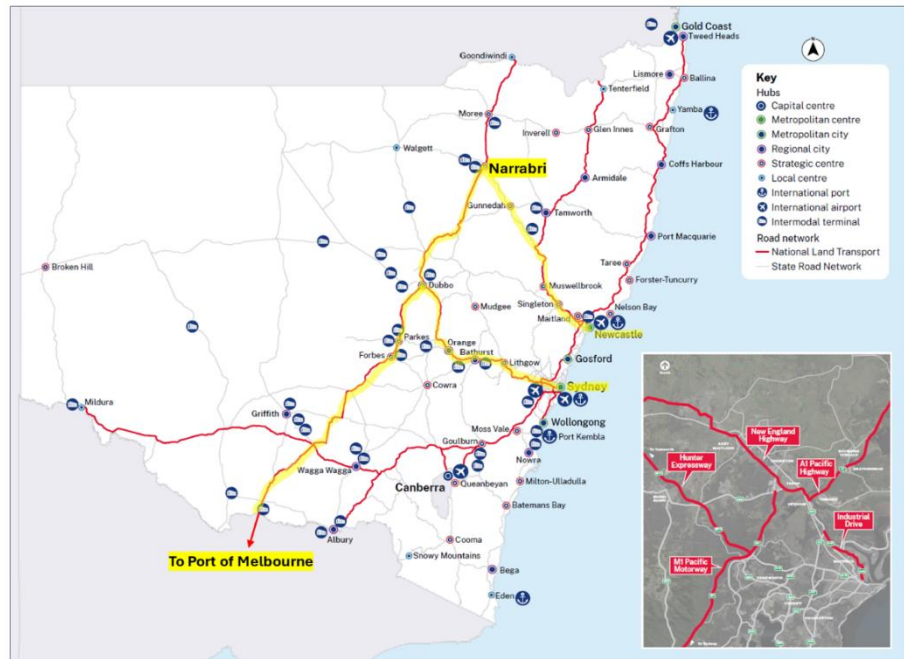 Gold Coast
Tweed Heads
Goondiwindi
Lismore
Ballina
Tenterfield
Yamba
Moree
Inverell
Glen Innes
Grafton
Walgett
Coffs Harbour
Narrabri
Armidale
Gunnedah
Tamworth
Port Macquarie
Broken Hill
Taree
Forster-Tuncurry
Dubbo
Muswellbrook
Mudgee
Singleton
Nelson Bay
Maitland
Newcastle
Parkes
Orange
Forbes
Bathurst
Lithgow
Gosford
Cowra
Sydney
Mildura
Griffith
Moss Vale
Wollongong
Port Kembla
Goulburn
Nowra
Wagga Wagga
Canberra
Queanbeyan
Milton-Ulladulla
Batemans Bay
Albury
To Port of Melbourne
Cooma
Snowy Mountains
Bega
Eden
Key
Hubs
Capital centre
Metropolitan centre
Metropolitan city
Regional city
Strategic centre
Local centre
International port
International airport
Intermodal terminal
Road network
National Land Transport
State Road Network
New England
Highway
Hunter
Expressway
A1 Pacific
Highway
Industrial
Drive
M1 Pacific
Motorway